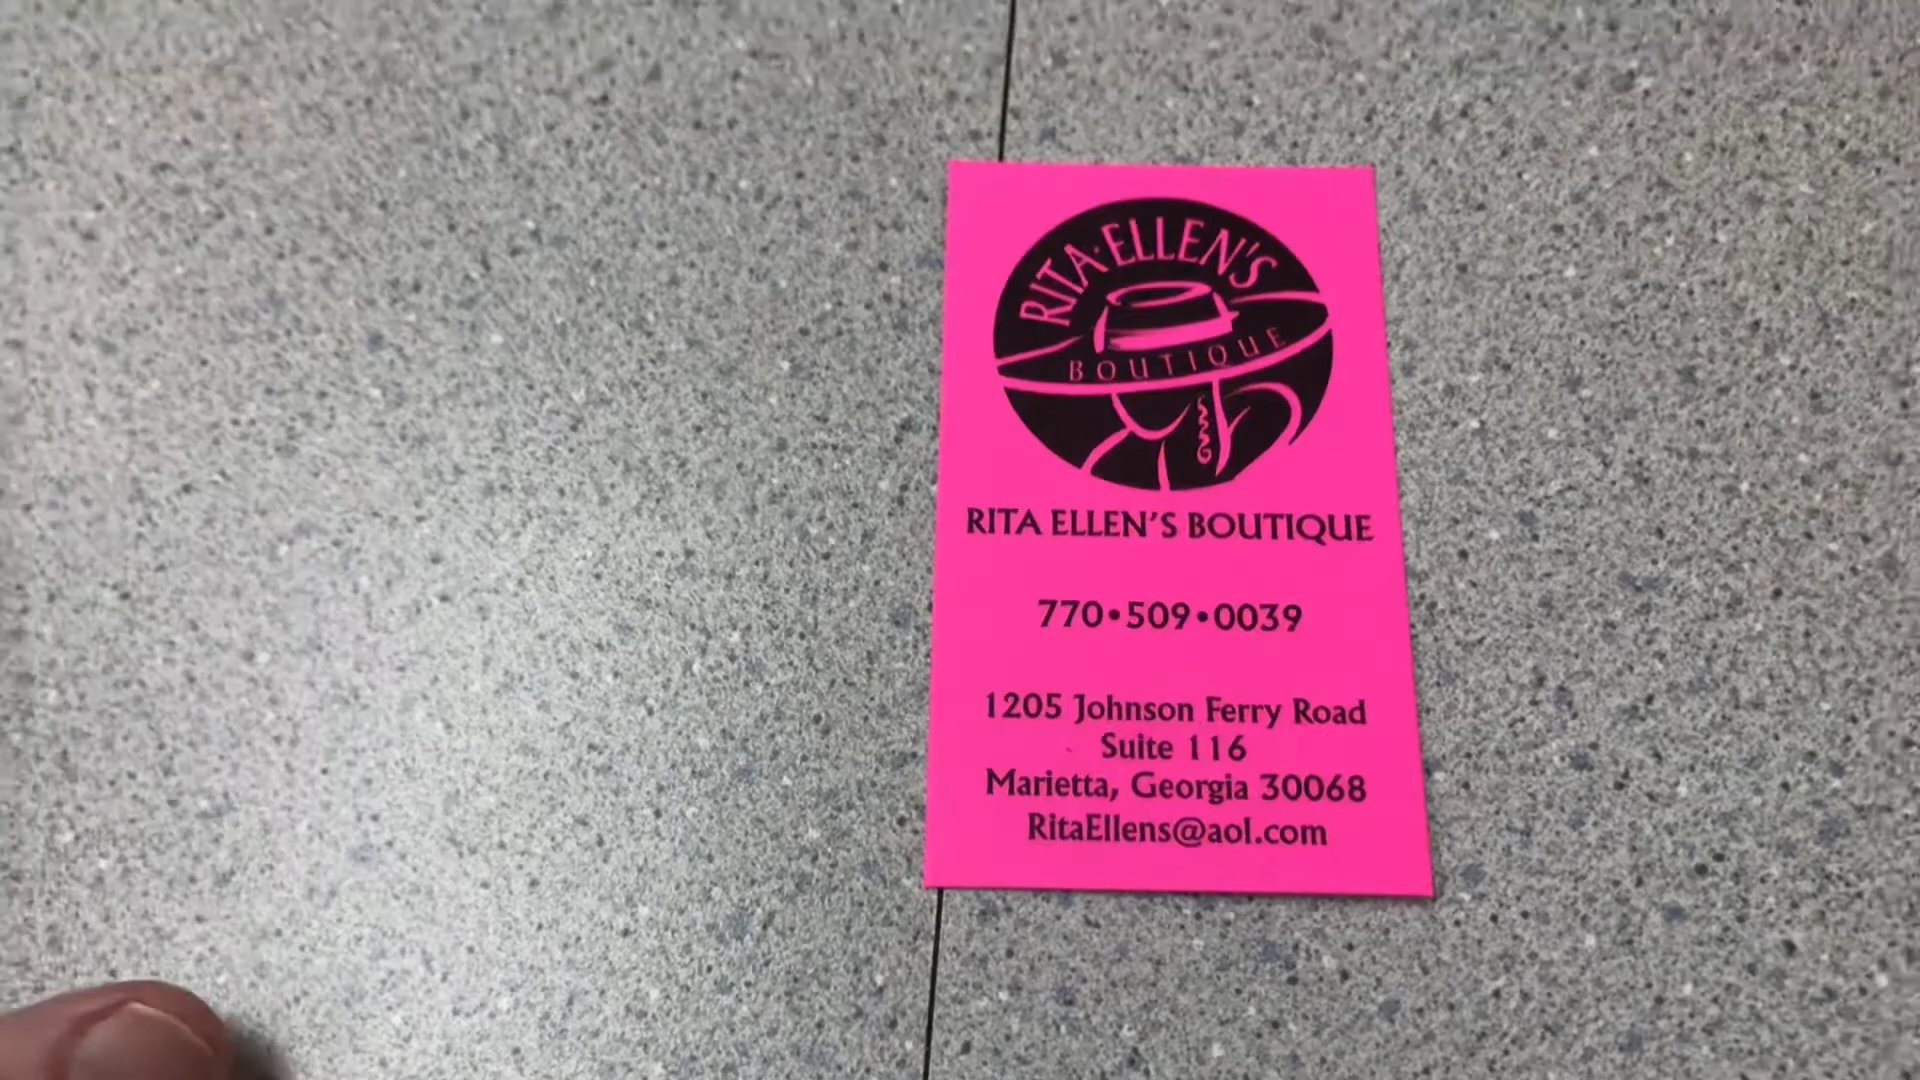 RITA·ELLEN'S
BOUTIQUE
RITA ELLEN'S BOUTIQUE
770•509•0039
1205 Johnson Ferry Road
Suite 116
Marietta, Georgia 30068
RitaEllens@aol.com